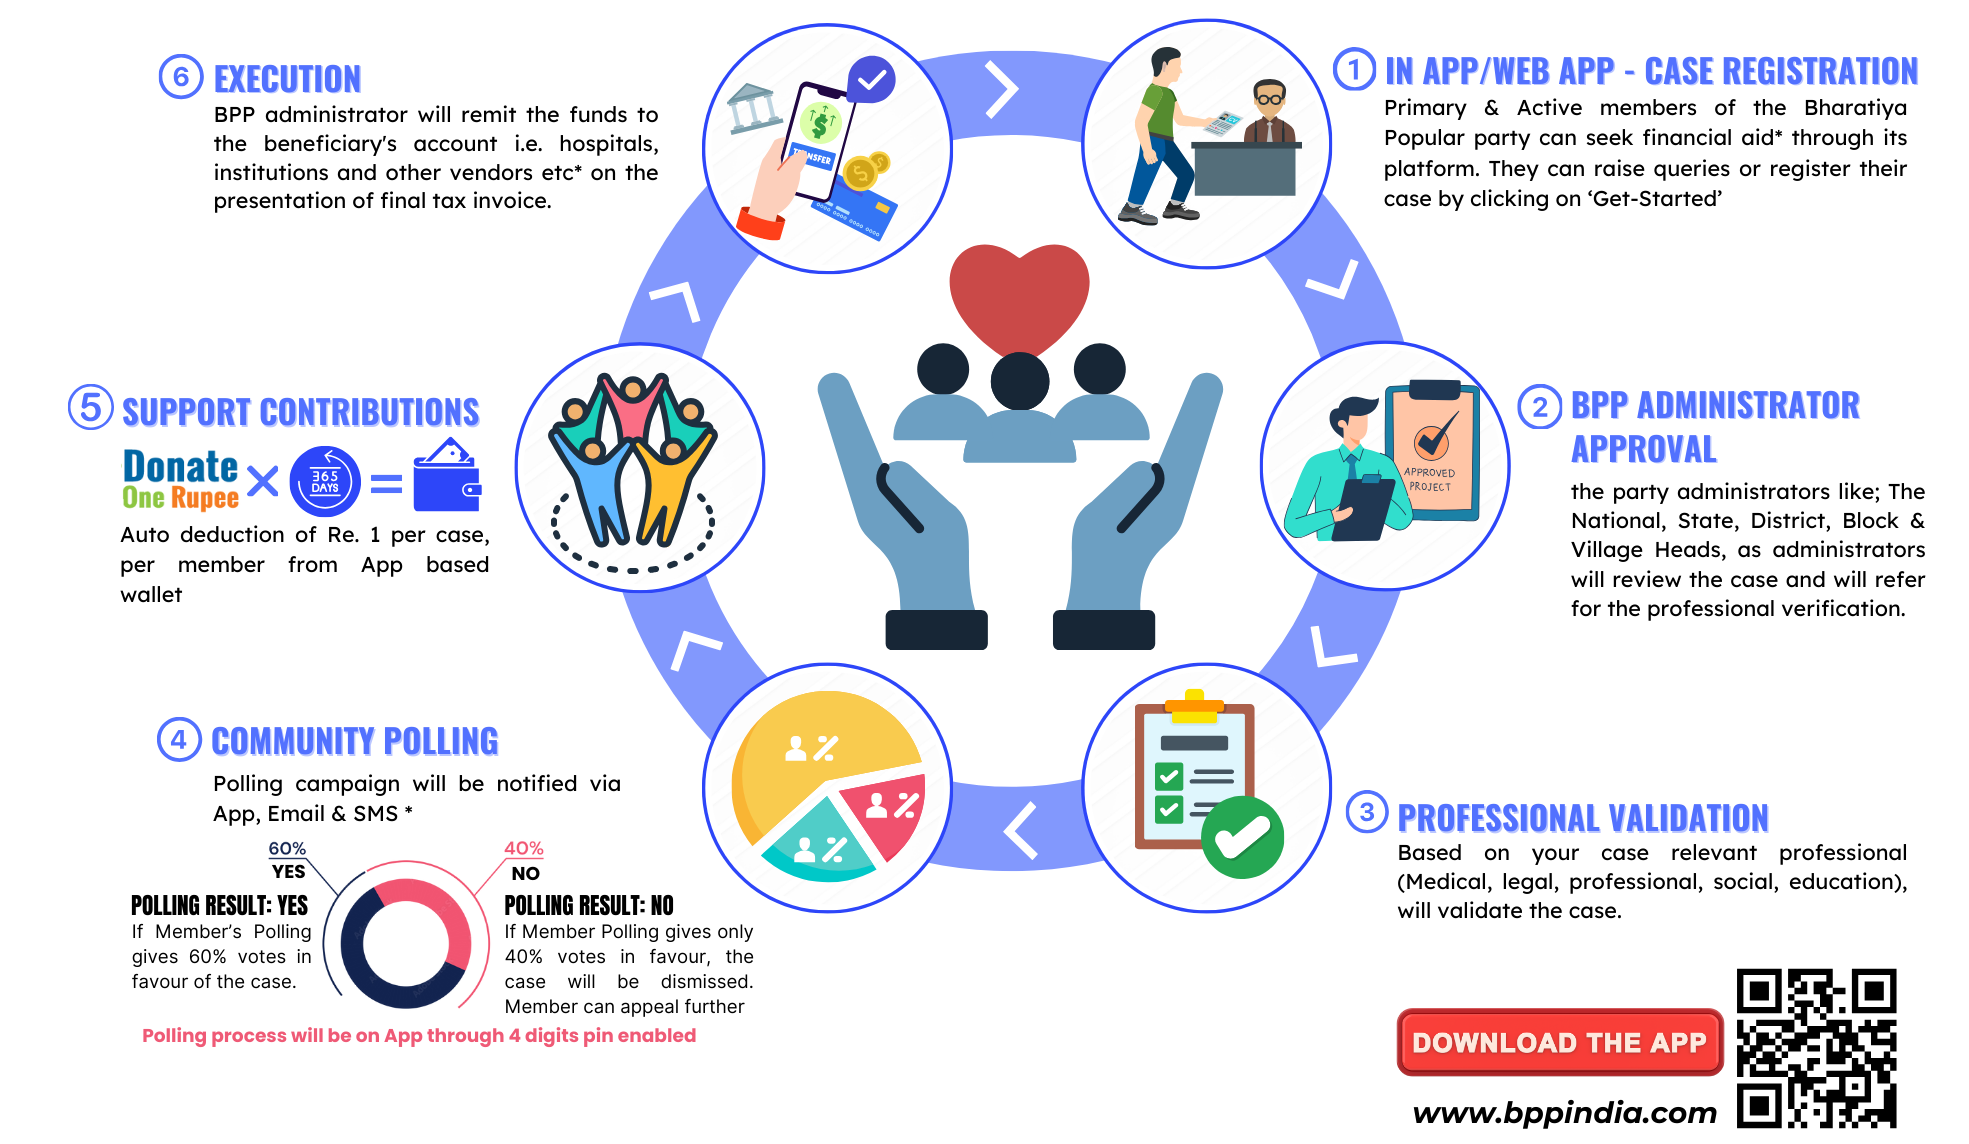 1 IN APP/WEB APP - CASE REGISTRATION
Primary & Active members of the Bharatiya
Popular party can seek financial aid* through its
platform. They can raise queries or register their
case by clicking on ‘Get-Started’
2 BPP ADMINISTRATOR
APPROVAL
the party administrators like; The
National, State, District, Block &
Village Heads, as administrators
will review the case and will refer
for the professional verification.
APPROVED
PROJECT
3 PROFESSIONAL VALIDATION
Based on your case relevant professional
(Medical, legal, professional, social, education),
will validate the case.
4 COMMUNITY POLLING
Polling campaign will be notified via
App, Email & SMS *
60%
YES
40%
NO
POLLING RESULT: YES
If Member’s Polling
gives 60% votes in
favour of the case.
POLLING RESULT: NO
If Member Polling gives only
40% votes in favour, the
case will be dismissed.
Member can appeal further
Polling process will be on App through 4 digits pin enabled
5 SUPPORT CONTRIBUTIONS
Donate
One Rupee
×
365
DAYS
=
Auto deduction of Re. 1 per case,
per member from App based
wallet
6 EXECUTION
BPP administrator will remit the funds to
the beneficiary's account i.e. hospitals,
institutions and other vendors etc* on the
presentation of final tax invoice.
TRANSFER
DOWNLOAD THE APP
www.bppindia.com